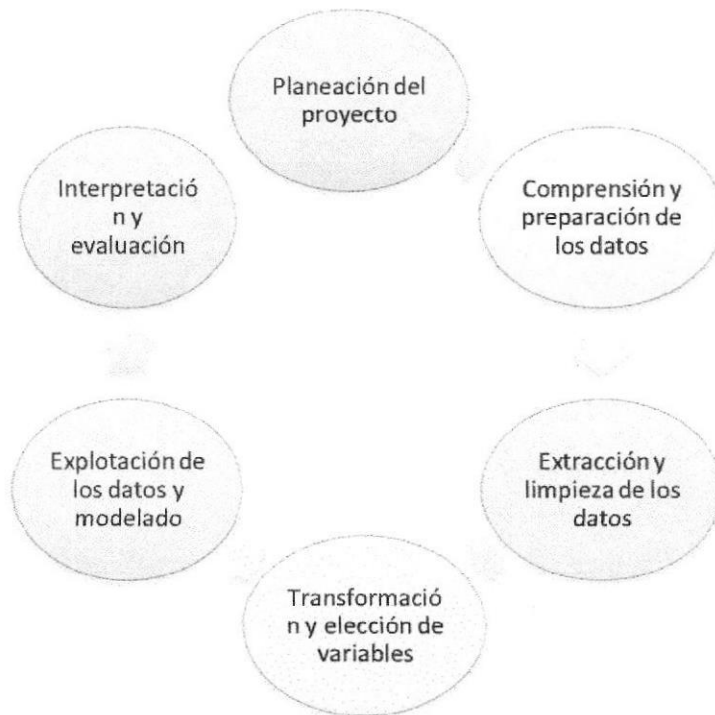 Planeación del
proyecto
Comprensión y
preparación de
los datos
Extracción y
limpieza de los
datos
Transformació
n y elección de
variables
Explotación de
los datos y
modelado
Interpretació
n y
evaluación